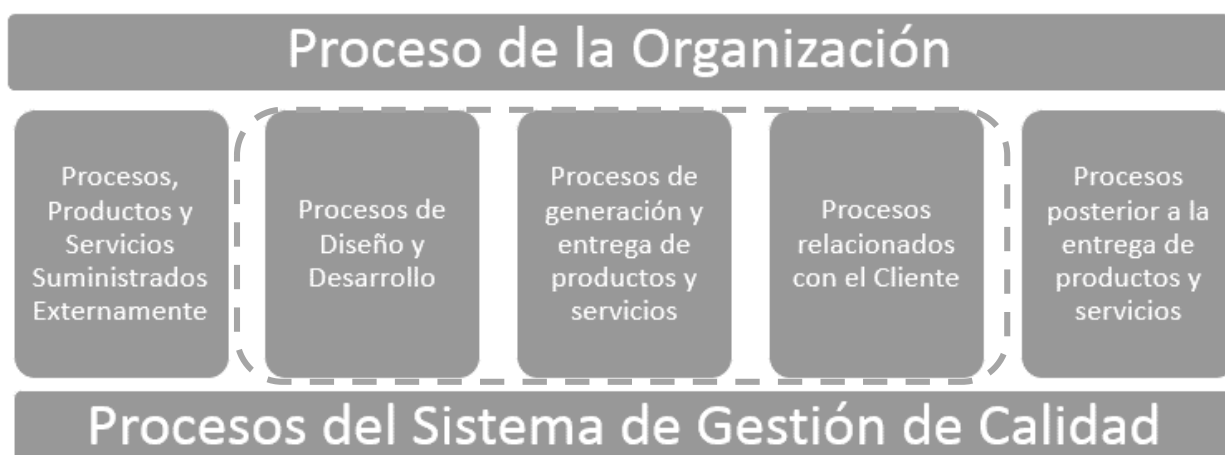 Proceso de la Organización
Procesos,
Productos y
Servicios
Suministrados
Externamente
Procesos de
Diseño y
Desarrollo
Procesos de
generación y
entrega de
productos y
servicios
Procesos
relacionados
con el Cliente
Procesos
posterior a la
entrega de
productos y
servicios
Procesos del Sistema de Gestión de Calidad